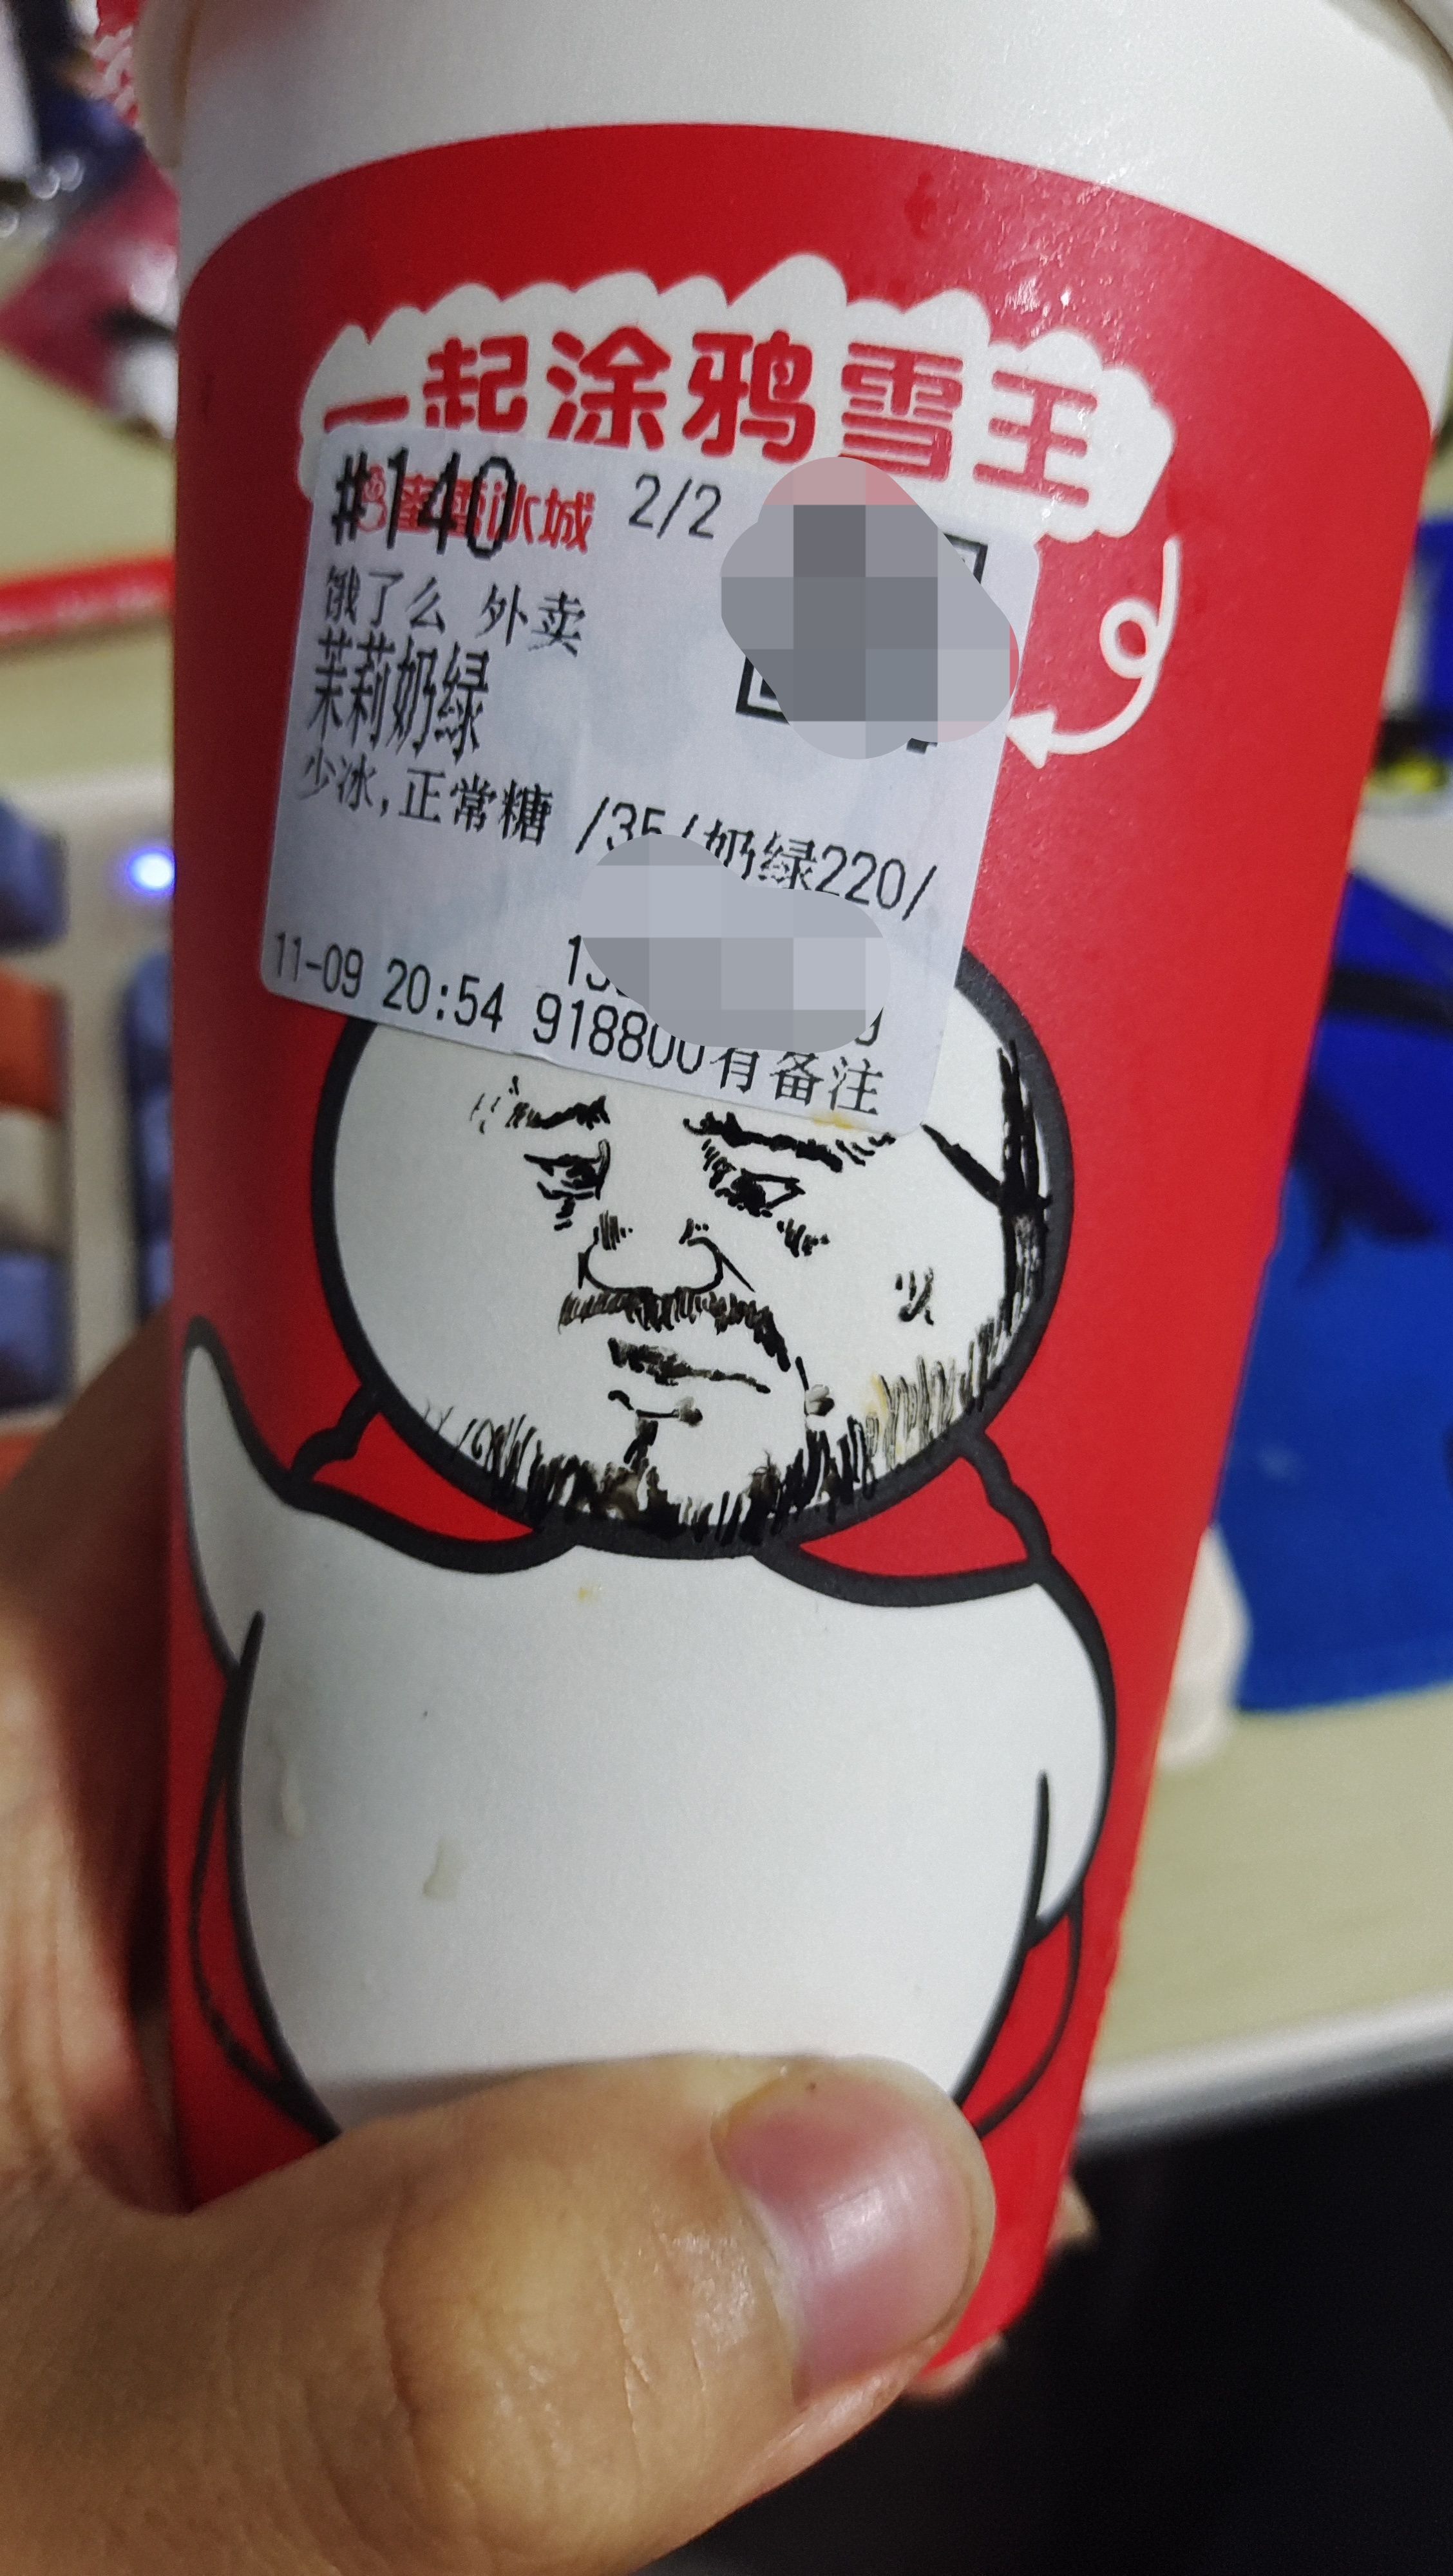 一起涂鸦雪王
#140 蜜雪冰城 2/2
饿了么 外卖
茉莉奶绿
少冰,正常糖 /35/奶绿220/
11-09 20:54 918800有备注